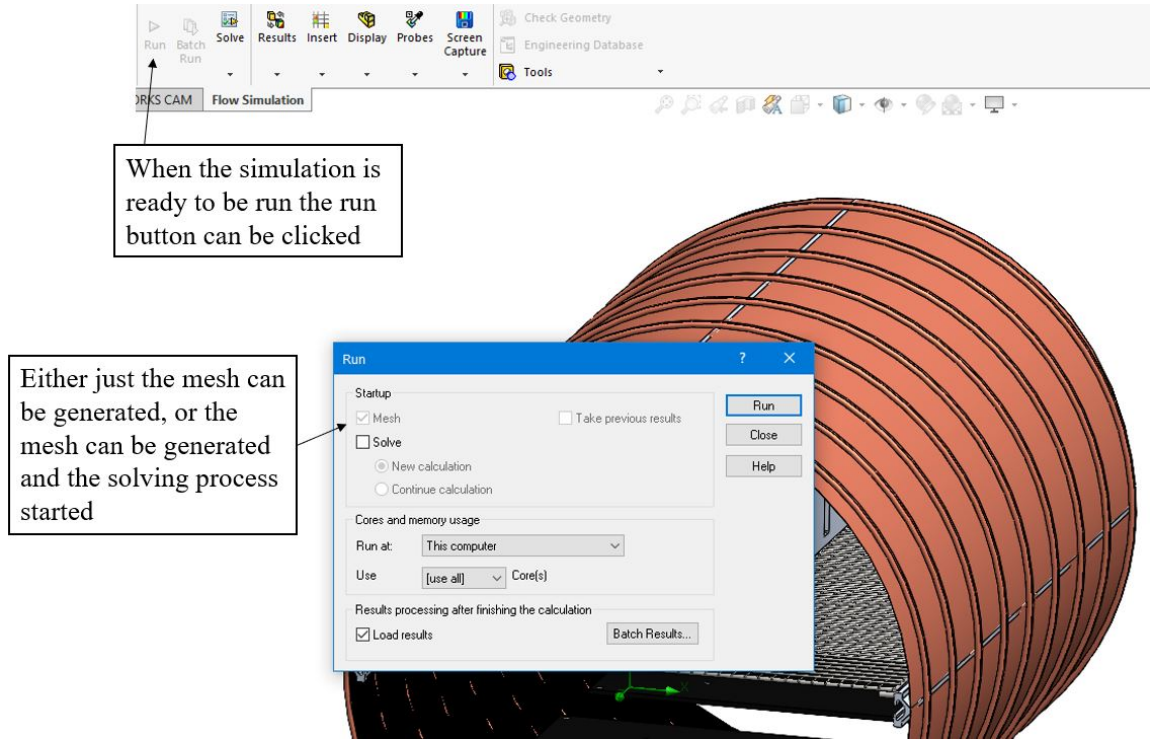 Run
Batch
Run
Solve
Results
Insert
Display
Probes
Screen
Capture
Check Geometry
Engineering Database
Tools
ORKS CAM
Flow Simulation
When the simulation is
ready to be run the run
button can be clicked
Either just the mesh can
be generated, or the
mesh can be generated
and the solving process
started
Run
?
Startup
Mesh
Take previous results
Solve
New calculation
Continue calculation
Run
Close
Help
Cores and memory usage
Run at:
This computer
Use
[use all]
Core(s)
Results processing after finishing the calculation
Load results
Batch Results...
X